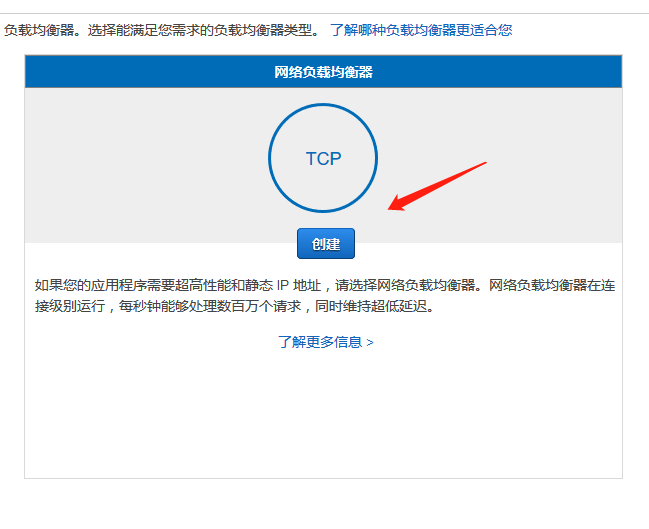 负载均衡器。选择能满足您需求的负载均衡器类型。 了解哪种负载均衡器更适合您
网络负载均衡器
TCP
创建
如果您的应用程序需要超高性能和静态 IP 地址，请选择网络负载均衡器。网络负载均衡器在连
接级别运行，每秒钟能够处理数百万个请求，同时维持超低延迟。
了解更多信息 >